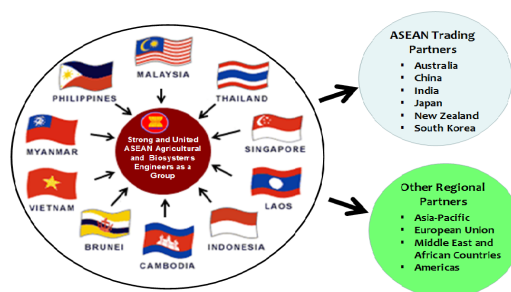 MALAYSIA
PHILIPPINES
THAILAND
MYANMAR
SINGAPORE
VIETNAM
LAOS
BRUNEI
INDONESIA
CAMBODIA
Strong and United
ASEAN Agricultural
and Biosystems
Engineers as a
Group
ASEAN Trading
Partners
▪ Australia
▪ China
▪ India
▪ Japan
▪ New Zealand
▪ South Korea
Other Regional
Partners
▪ Asia-Pacific
▪ European Union
▪ Middle East and
African Countries
▪ Americas